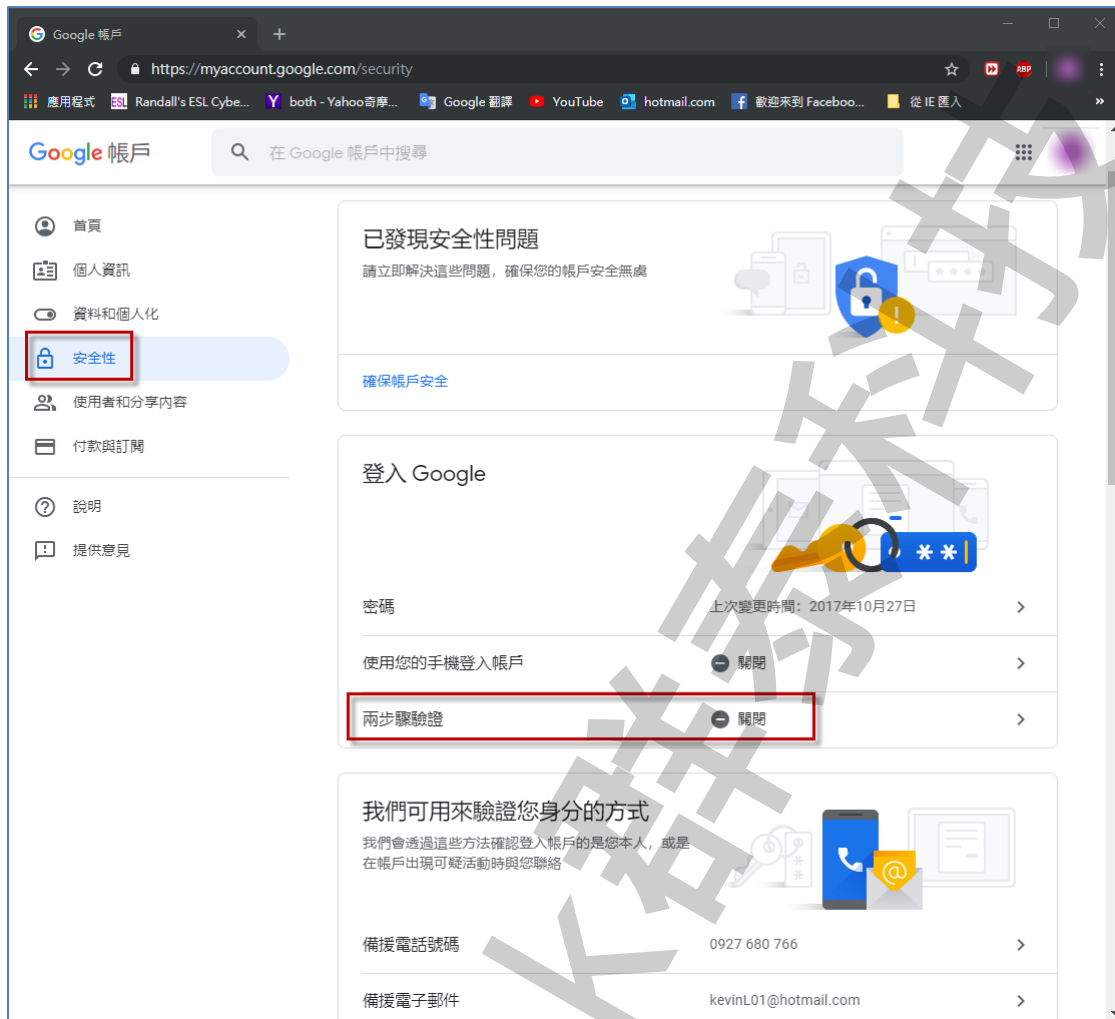 Google 帳戶
https://myaccount.google.com/security
ABP
應用程式 ESL Randall's ESL Cybe... Y both - Yahoo奇摩... Google 翻譯 YouTube hotmail.com 歡迎來到 Faceboo... 從 IE 匯入 »
Google 帳戶 在 Google 帳戶中搜尋
首頁
個人資訊
資料和個人化
安全性
使用者和分享內容
付款與訂閱
說明
提供意見
已發現安全性問題
請立即解決這些問題，確保您的帳戶安全無虞
確保帳戶安全
登入 Google
密碼 上次變更時間：2017年10月27日
使用您的手機登入帳戶 關閉
兩步驟驗證 關閉
我們可用來驗證您身分的方式
我們會透過這些方法確認登入帳戶的是您本人，或是
在帳戶出現可疑活動時與您聯絡
備援電話號碼 0927 680 766
備援電子郵件 kevinL01@hotmail.com
群泰科技